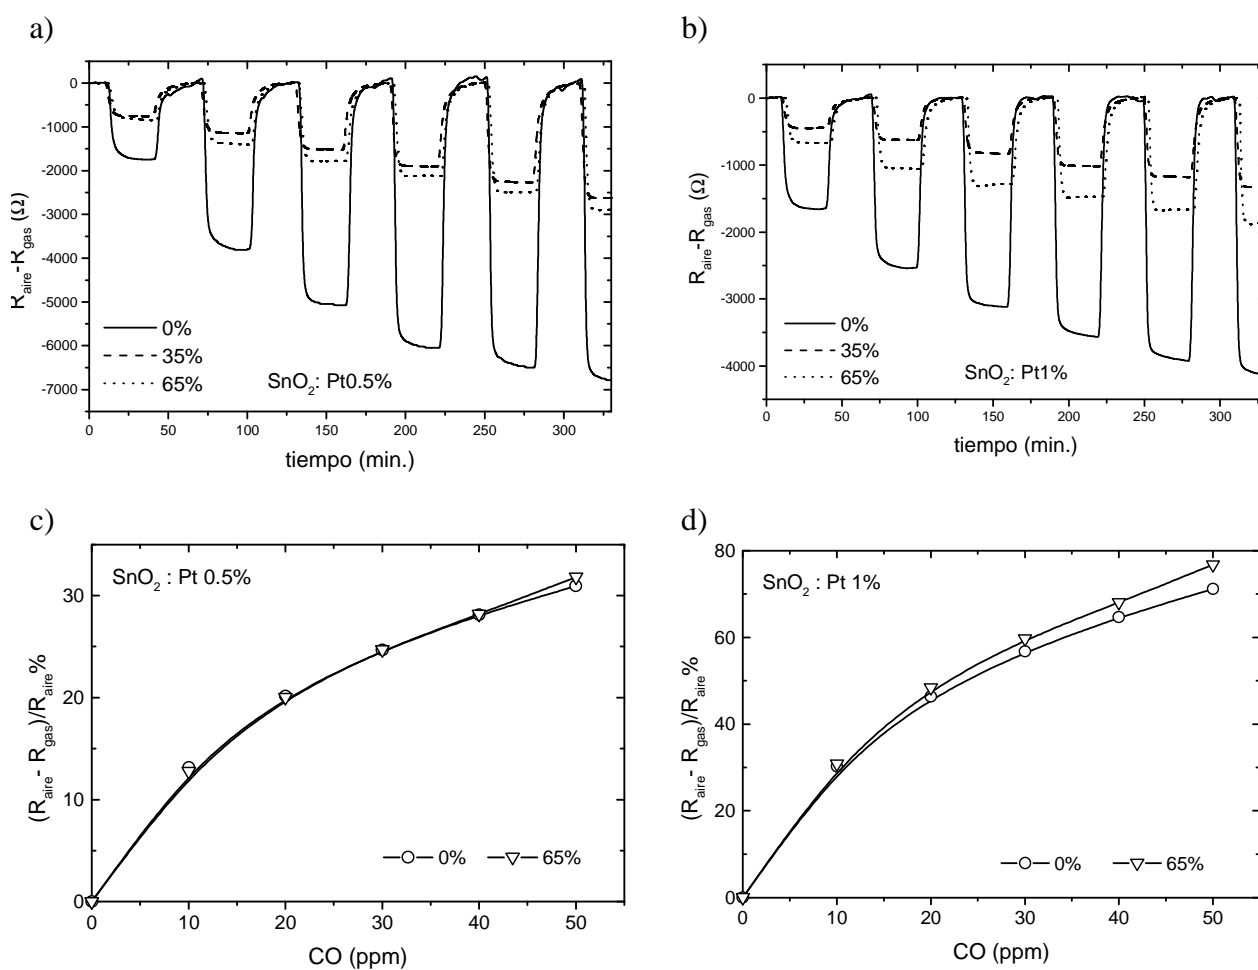 a)
0
-1000
-2000
-3000
-4000
-5000
-6000
-7000
R_aire-R_gas (Ω)
0%
35%
65%
SnO2: Pt0.5%
0 50 100 150 200 250 300
tiempo (min.)
b)
0
-1000
-2000
-3000
-4000
R_aire-R_gas (Ω)
0%
35%
65%
SnO2: Pt1%
0 50 100 150 200 250 300
tiempo (min.)
c)
SnO2 : Pt 0.5%
30
20
10
0
(R_aire- R_gas)/R_aire%
0% 65%
0 10 20 30 40 50
CO (ppm)
d)
SnO2 : Pt 1%
80
60
40
20
0
(R_aire- R_gas)/R_aire%
0% 65%
0 10 20 30 40 50
CO (ppm)